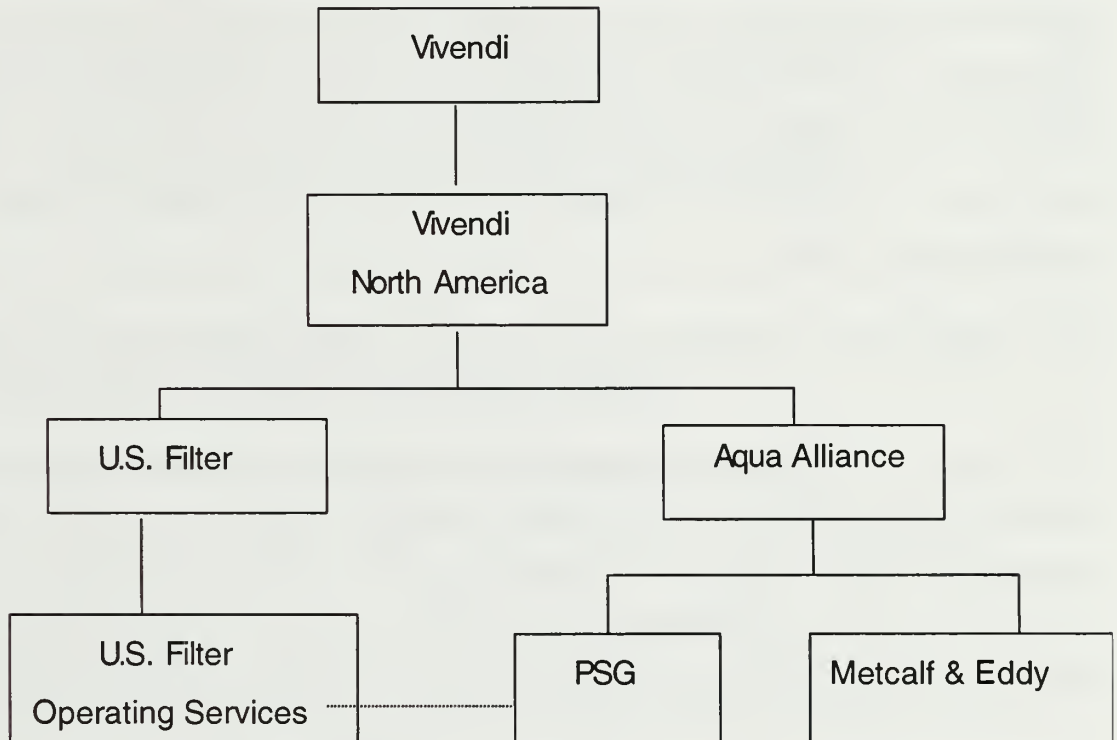 Vivendi
Vivendi
North America
U.S. Filter
Aqua Alliance
U.S. Filter
Operating Services
PSG
Metcalf & Eddy